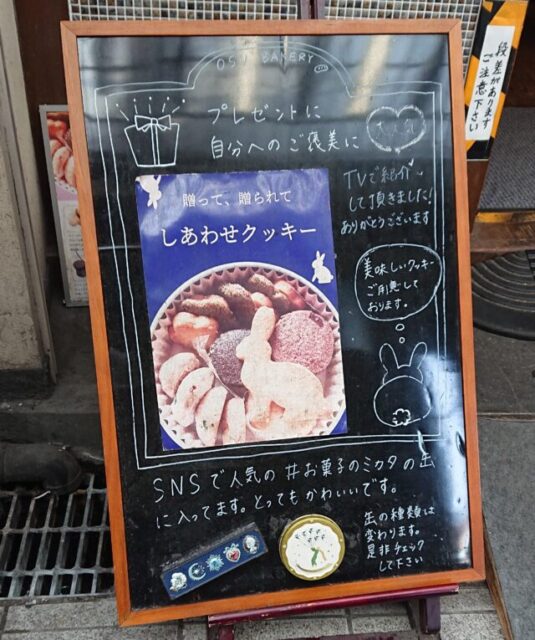 BAKERY
プレゼントに
自分へのご褒美に
TVで紹介
して頂きました!
ありがとうございます
贈って、贈られて
しあわせクッキー
美味しいクッキー
ご用意して
おります。
SNSで人気の #お菓子のミカタの缶
に入ってます。とってもかわいいです。
缶の種類は
変わります。
是非チェック
して下さい
段差があります
ご注意下さい